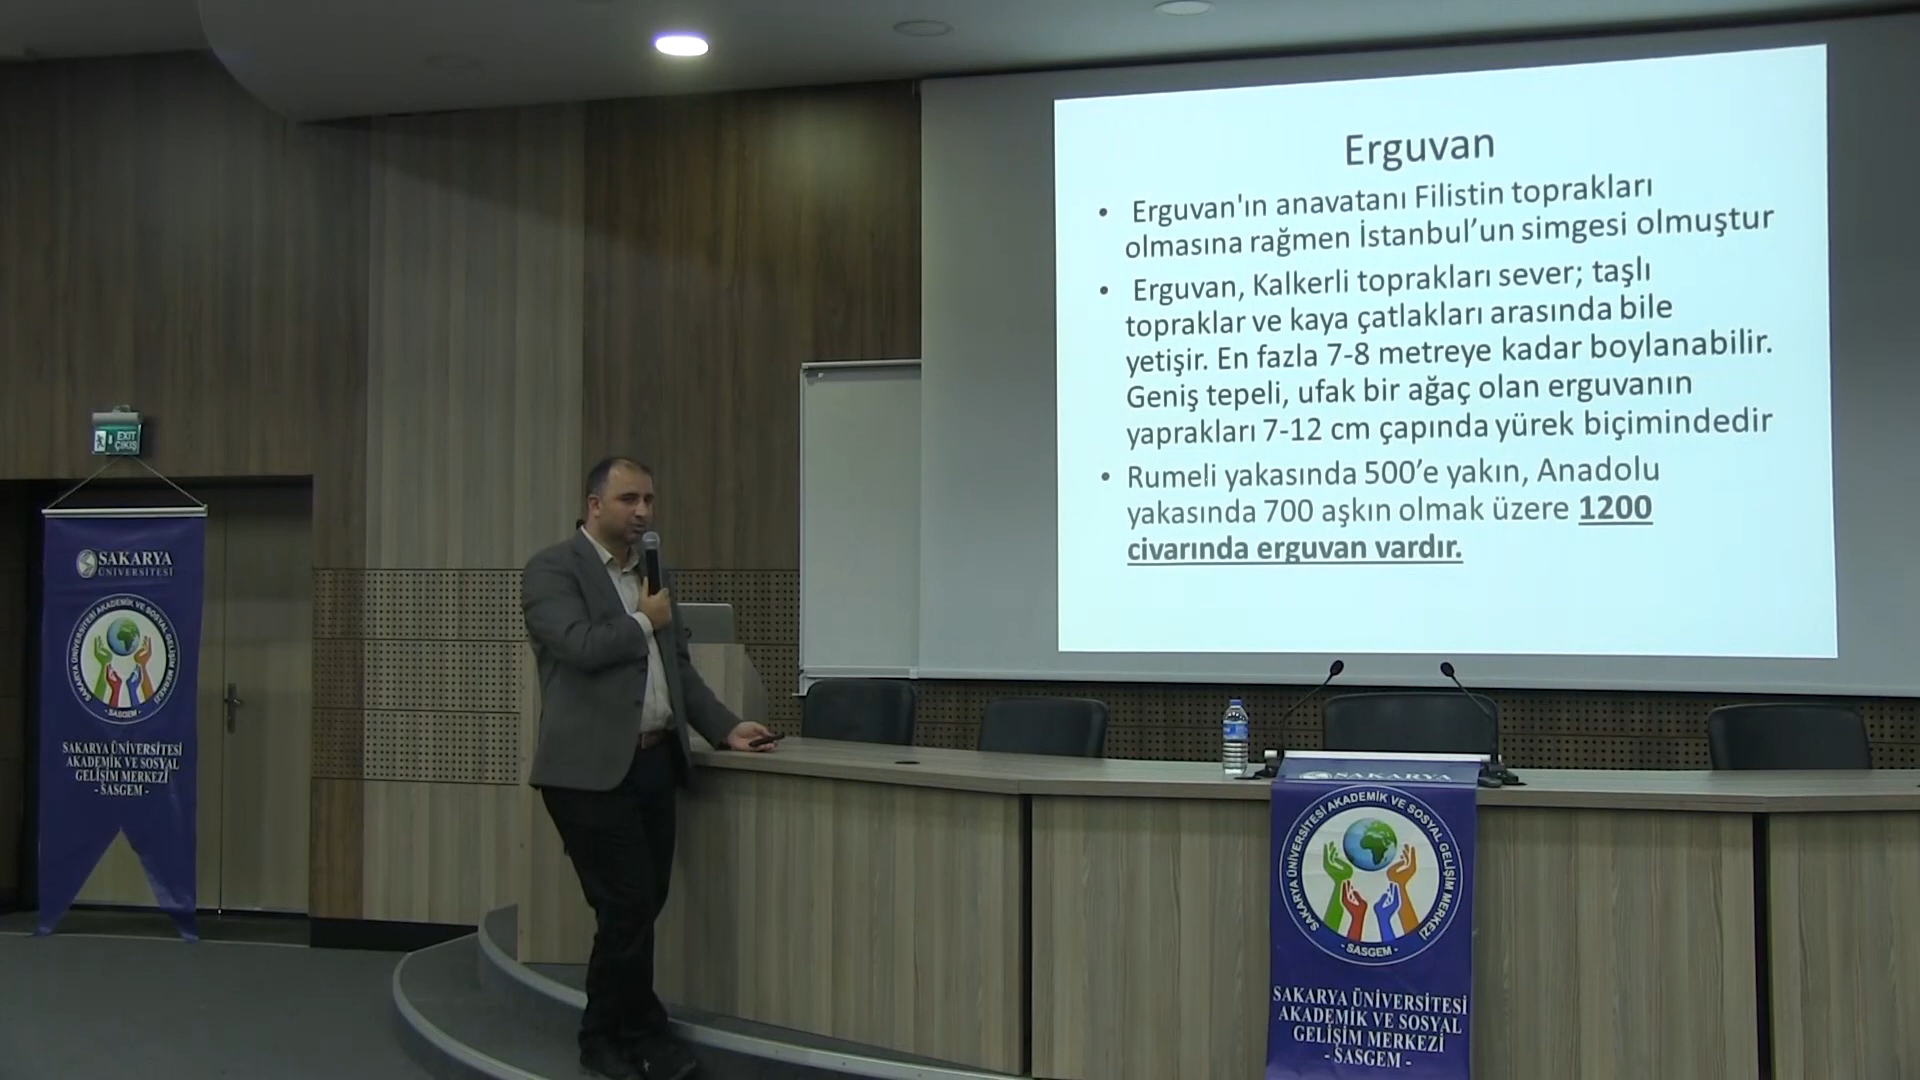 Erguvan
• Erguvan'ın anavatanı Filistin toprakları
olmasına rağmen İstanbul’un simgesi olmuştur
• Erguvan, Kalkerli toprakları sever; taşlı
topraklar ve kaya çatlakları arasında bile
yetişir. En fazla 7-8 metreye kadar boylanabilir.
Geniş tepeli, ufak bir ağaç olan erguvanın
yaprakları 7-12 cm çapında yürek biçimindedir
• Rumeli yakasında 500’e yakın, Anadolu
yakasında 700 aşkın olmak üzere 1200
civarında erguvan vardır.
EXIT
ÇIKIŞ
SAKARYA
ÜNİVERSİTESİ
SAKARYA ÜNİVERSİTESİ AKADEMİK VE SOSYAL GELİŞİM MERKEZİ
- SASGEM -
SAKARYA ÜNİVERSİTESİ
AKADEMİK VE SOSYAL
GELİŞİM MERKEZİ
- SASGEM -
SAKARYA
SAKARYA ÜNİVERSİTESİ AKADEMİK VE SOSYAL GELİŞİM MERKEZİ
- SASGEM -
SAKARYA ÜNİVERSİTESİ
AKADEMİK VE SOSYAL
GELİŞİM MERKEZİ
- SASGEM -